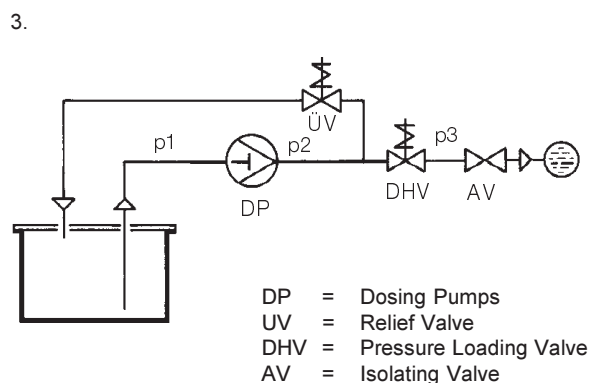 3.
ÜV
p1
p2
p3
DP
DHV
AV
DP = Dosing Pumps
UV = Relief Valve
DHV = Pressure Loading Valve
AV = Isolating Valve